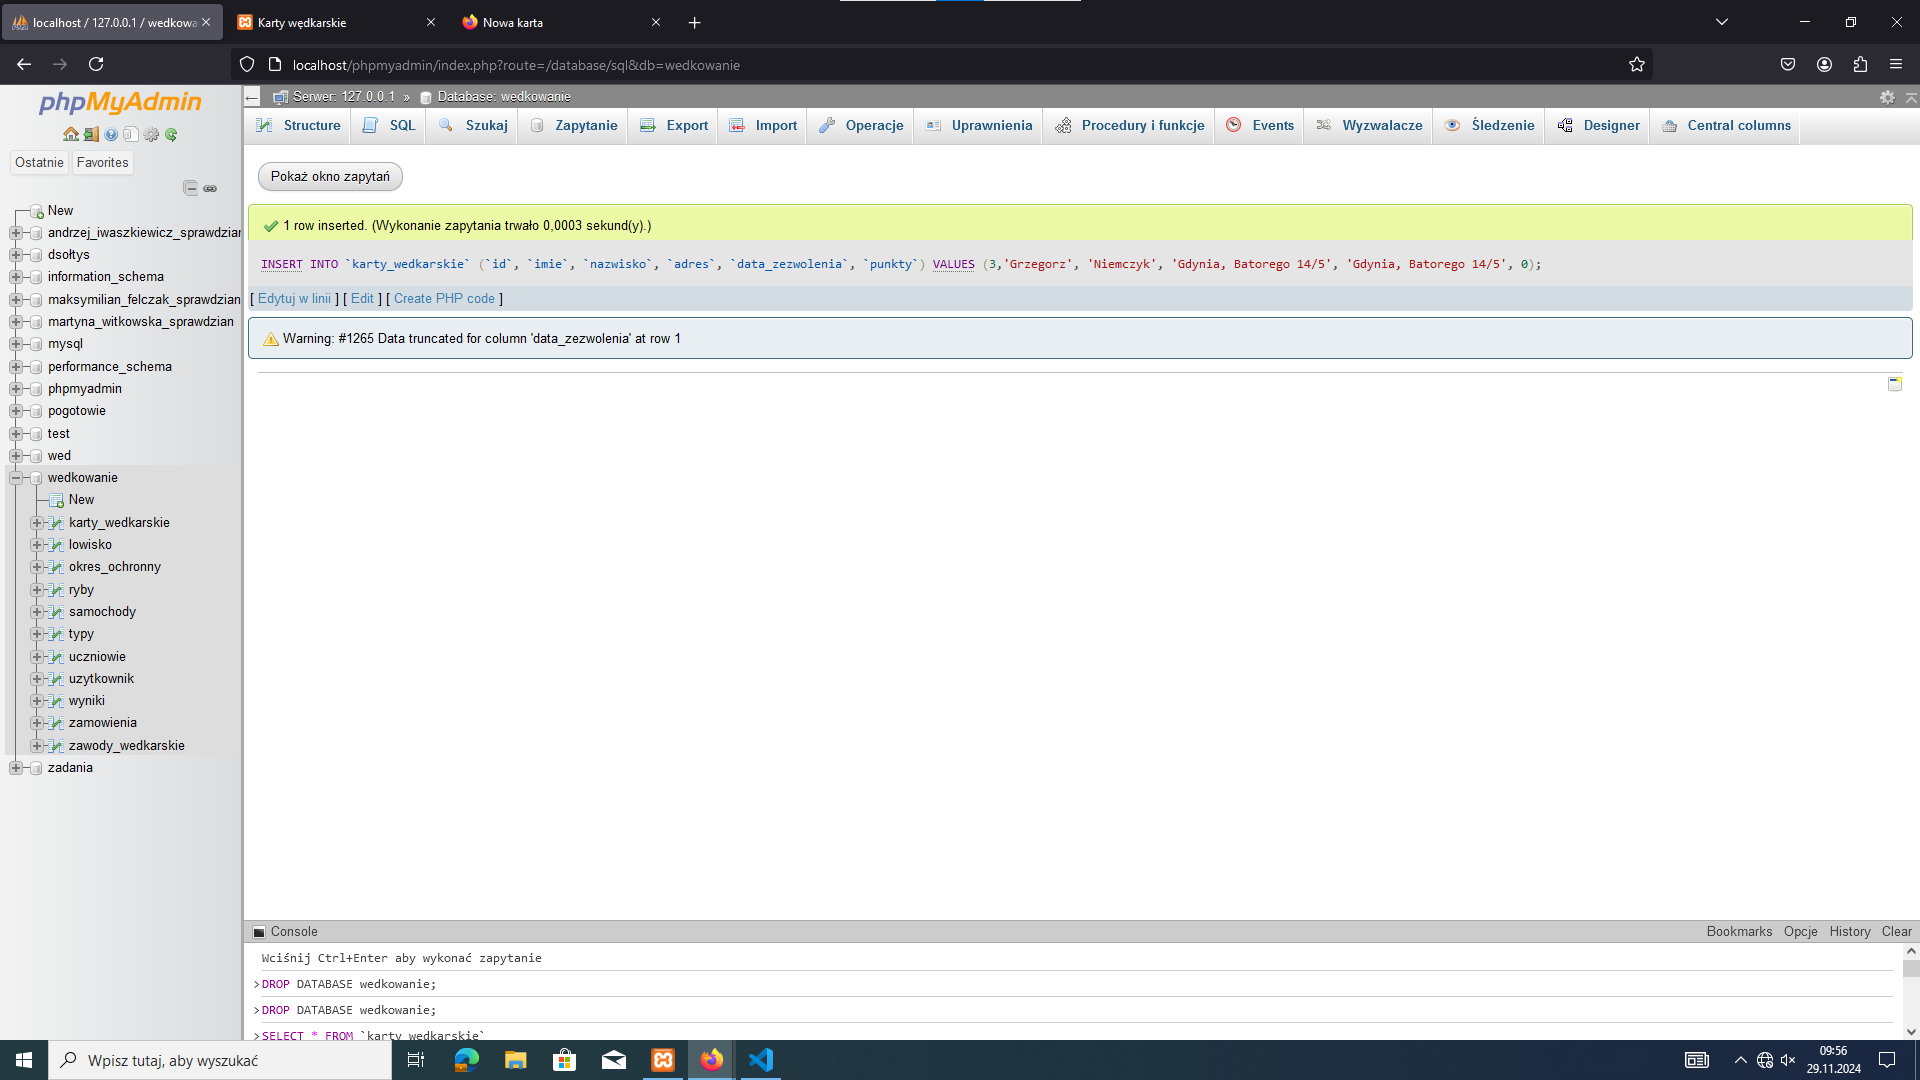 localhost / 127.0.0.1 / wedkowa
Karty wędkarskie
Nowa karta
localhost/phpmyadmin/index.php?route=/database/sql&db=wedkowanie
phpMyAdmin
Ostatnie
Favorites
New
andrzej_iwaszkiewicz_sprawdzian
dsołtys
information_schema
maksymilian_felczak_sprawdzian
martyna_witkowska_sprawdzian
mysql
performance_schema
phpmyadmin
pogotowie
test
wed
wedkowanie
New
karty_wedkarskie
lowisko
okres_ochronny
ryby
samochody
typy
uczniowie
uzytkownik
wyniki
zamowienia
zawody_wedkarskie
zadania
Serwer: 127.0.0.1 » Database: wedkowanie
Structure SQL Szukaj Zapytanie Export Import Operacje Uprawnienia Procedury i funkcje Events Wyzwalacze Śledzenie Designer Central columns
Pokaż okno zapytań
1 row inserted. (Wykonanie zapytania trwało 0,0003 sekund(y).)
INSERT INTO `karty_wedkarskie` (`id`, `imie`, `nazwisko`, `adres`, `data_zezwolenia`, `punkty`) VALUES (3,'Grzegorz', 'Niemczyk', 'Gdynia, Batorego 14/5', 'Gdynia, Batorego 14/5', 0);
[ Edytuj w linii ] [ Edit ] [ Create PHP code ]
Warning: #1265 Data truncated for column 'data_zezwolenia' at row 1
Console
Bookmarks Opcje History Clear
Wciśnij Ctrl+Enter aby wykonać zapytanie
>DROP DATABASE wedkowanie;
>DROP DATABASE wedkowanie;
>SELECT * FROM `karty_wedkarskie`
Wpisz tutaj, aby wyszukać
09:56
29.11.2024